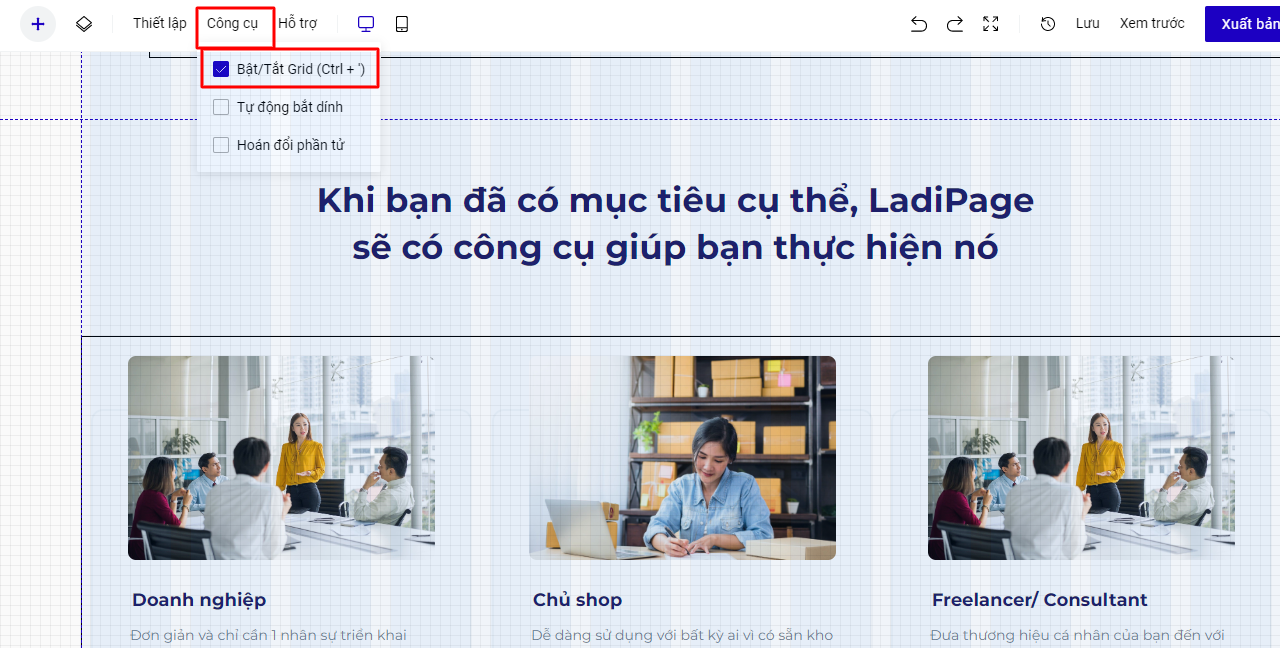 Thiết lập Công cụ Hỗ trợ Lưu Xem trước Xuất bản
Bật/Tắt Grid (Ctrl + ')
Tự động bắt dính
Hoán đổi phần tử
Khi bạn đã có mục tiêu cụ thể, LadiPage
sẽ có công cụ giúp bạn thực hiện nó
Doanh nghiệp
Đơn giản và chỉ cần 1 nhân sự triển khai
Chủ shop
Dễ dàng sử dụng với bất kỳ ai vì có sẵn kho
Freelancer/ Consultant
Đưa thương hiệu cá nhân của bạn đến với